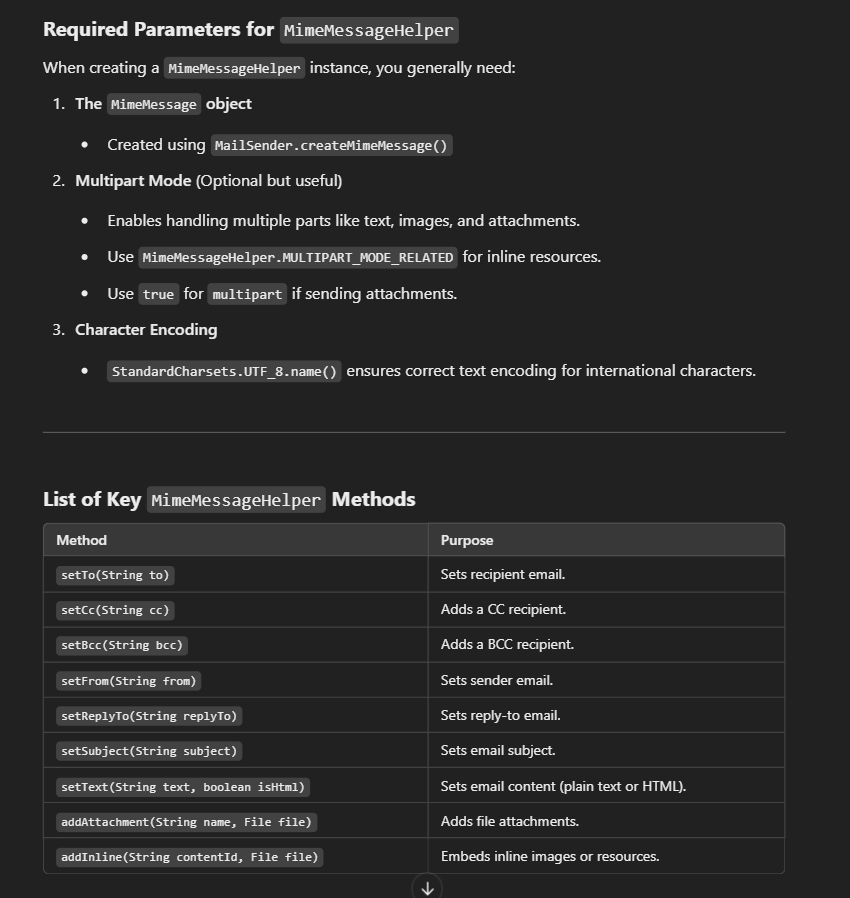 Required Parameters for MimeMessageHelper
When creating a MimeMessageHelper instance, you generally need:
1. The MimeMessage object
• Created using MailSender.createMimeMessage()
2. Multipart Mode (Optional but useful)
• Enables handling multiple parts like text, images, and attachments.
• Use MimeMessageHelper.MULTIPART_MODE_RELATED for inline resources.
• Use true for multipart if sending attachments.
3. Character Encoding
• StandardCharsets.UTF_8.name() ensures correct text encoding for international characters.
List of Key MimeMessageHelper Methods
Method Purpose
setTo(String to) Sets recipient email.
setCc(String cc) Adds a CC recipient.
setBcc(String bcc) Adds a BCC recipient.
setFrom(String from) Sets sender email.
setReplyTo(String replyTo) Sets reply-to email.
setSubject(String subject) Sets email subject.
setText(String text, boolean isHtml) Sets email content (plain text or HTML).
addAttachment(String name, File file) Adds file attachments.
addInline(String contentId, File file) Embeds inline images or resources.